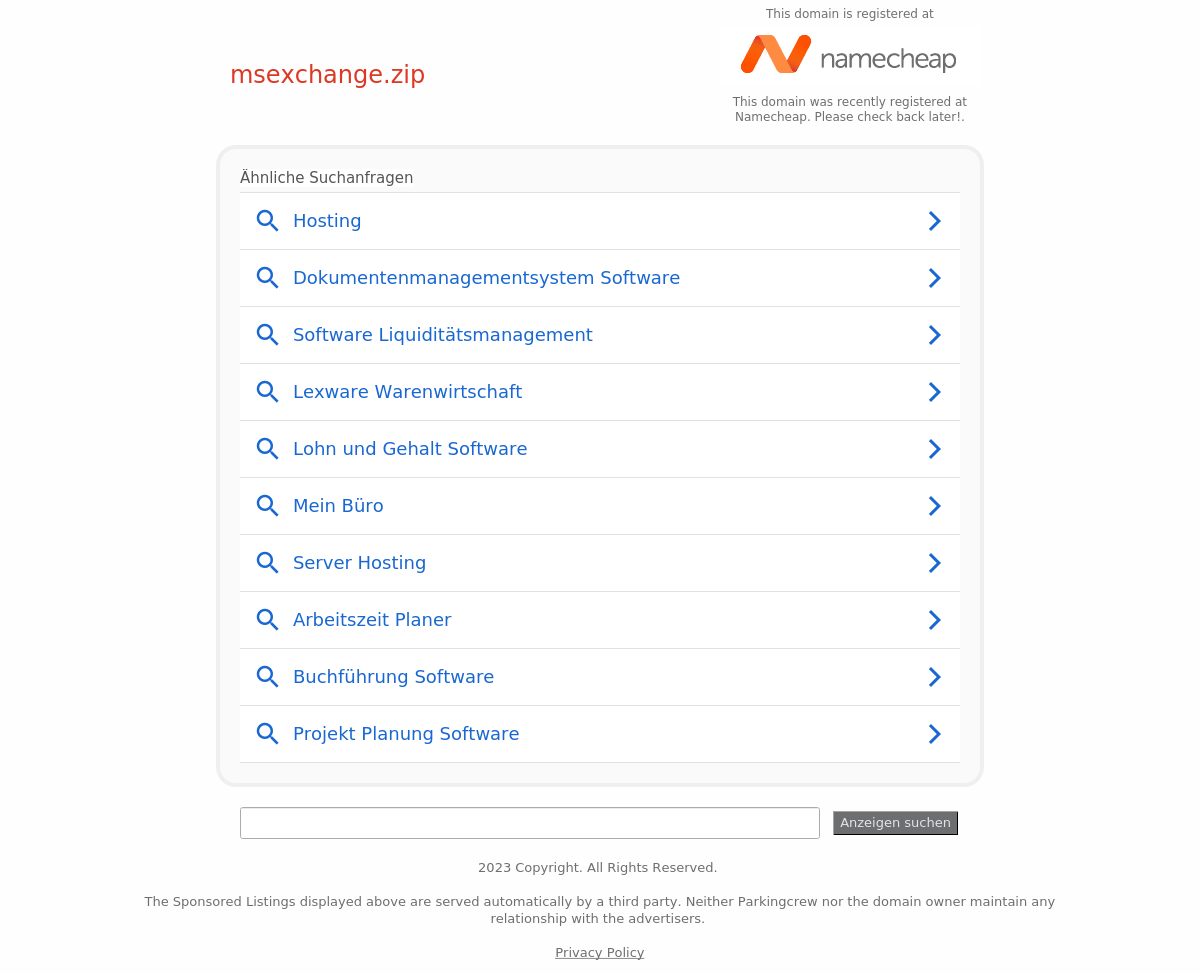 This domain is registered at
namecheap
msexchange.zip
This domain was recently registered at
Namecheap. Please check back later!.
Ähnliche Suchanfragen
Hosting
Dokumentenmanagementsystem Software
Software Liquiditätsmanagement
Lexware Warenwirtschaft
Lohn und Gehalt Software
Mein Büro
Server Hosting
Arbeitszeit Planer
Buchführung Software
Projekt Planung Software
Anzeigen suchen
2023 Copyright. All Rights Reserved.
The Sponsored Listings displayed above are served automatically by a third party. Neither Parkingcrew nor the domain owner maintain any
relationship with the advertisers.
Privacy Policy